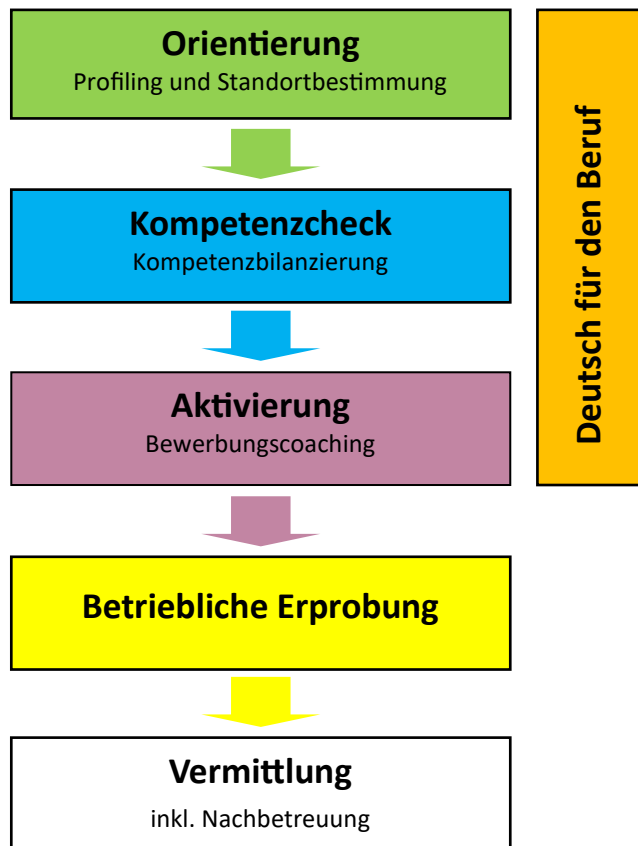 Orientierung
Profiling und Standortbestimmung
Kompetenzcheck
Kompetenzbilanzierung
Aktivierung
Bewerbungscoaching
Betriebliche Erprobung
Vermittlung
inkl. Nachbetreuung
Deutsch für den Beruf